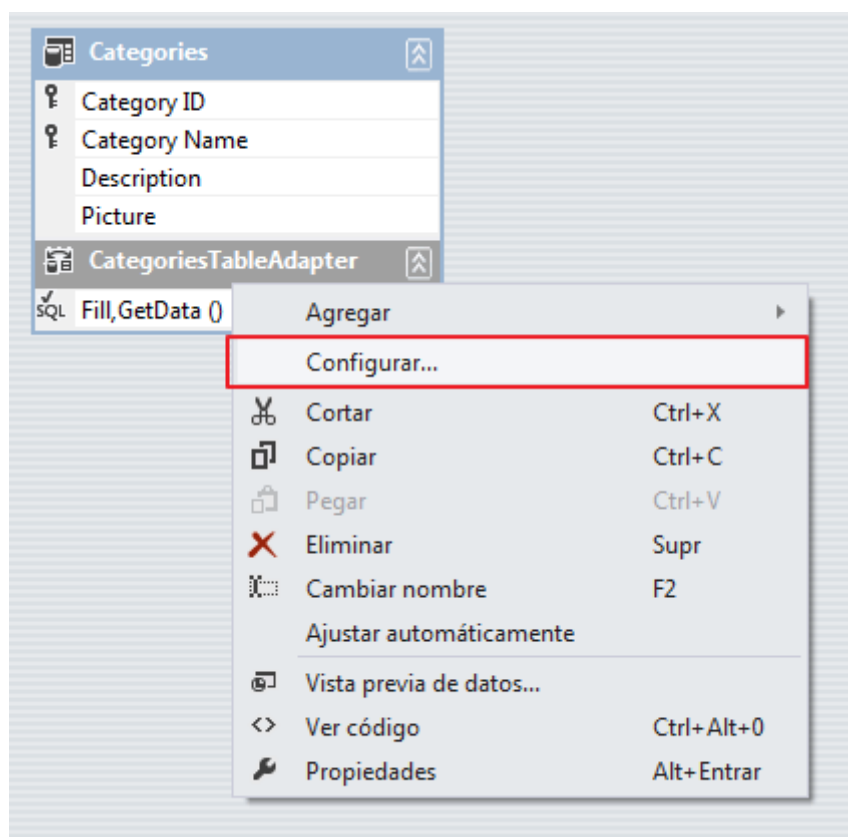 Categories
Category ID
Category Name
Description
Picture
CategoriesTableAdapter
SQL Fill,GetData ()
Agregar
Configurar...
Cortar Ctrl+X
Copiar Ctrl+C
Pegar Ctrl+V
Eliminar Supr
Cambiar nombre F2
Ajustar automáticamente
Vista previa de datos...
Ver código Ctrl+Alt+0
Propiedades Alt+Entrar